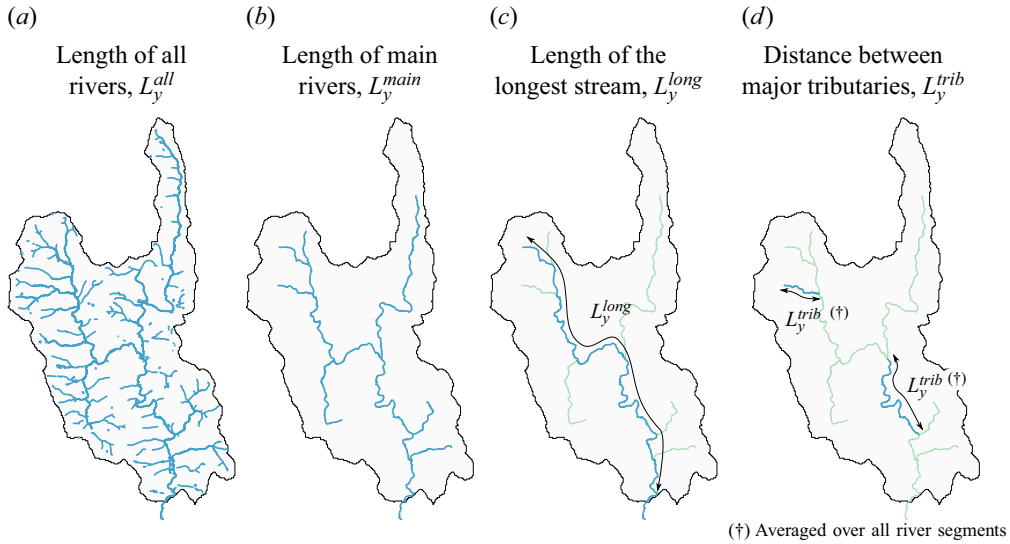 (a)
Length of all
rivers, L_y^all
(b)
Length of main
rivers, L_y^main
(c)
Length of the
longest stream, L_y^long
(d)
Distance between
major tributaries, L_y^trib
L_y^long
L_y^trib (†)
L_y^trib (†)
(†) Averaged over all river segments